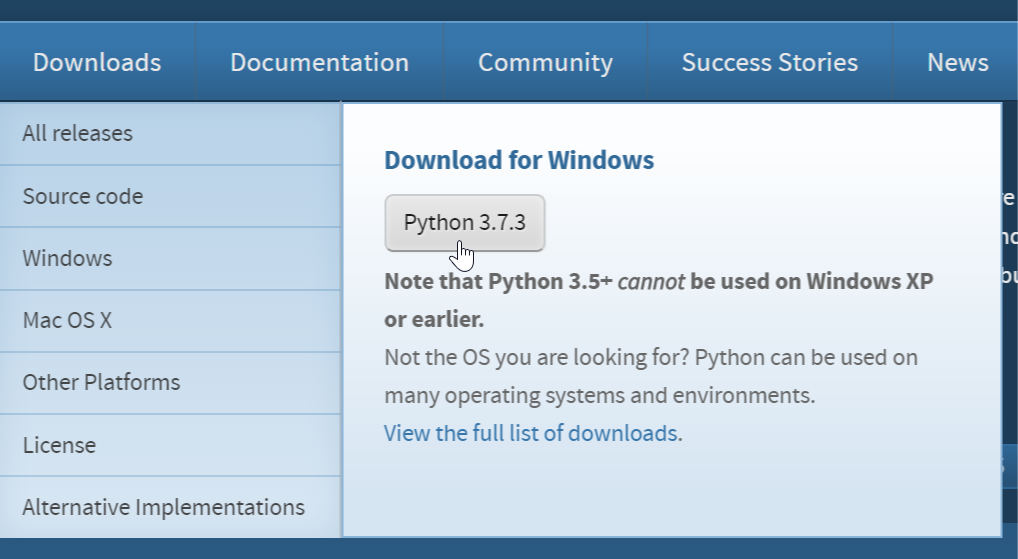 Downloads Documentation Community Success Stories News
All releases
Source code
Windows
Mac OS X
Other Platforms
License
Alternative Implementations
Download for Windows
Python 3.7.3
Note that Python 3.5+ cannot be used on Windows XP
or earlier.
Not the OS you are looking for? Python can be used on
many operating systems and environments.
View the full list of downloads.